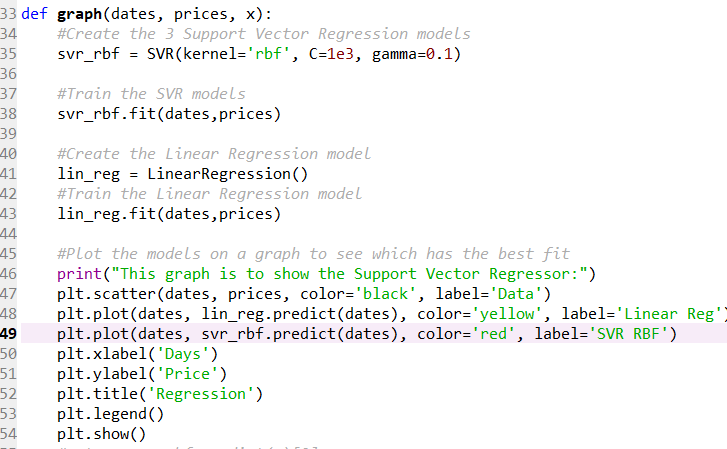 33 def graph(dates, prices, x):
34     #Create the 3 Support Vector Regression models
35     svr_rbf = SVR(kernel='rbf', C=1e3, gamma=0.1)
36
37     #Train the SVR models
38     svr_rbf.fit(dates,prices)
39
40     #Create the Linear Regression model
41     lin_reg = LinearRegression()
42     #Train the Linear Regression model
43     lin_reg.fit(dates,prices)
44
45     #Plot the models on a graph to see which has the best fit
46     print("This graph is to show the Support Vector Regressor:")
47     plt.scatter(dates, prices, color='black', label='Data')
48     plt.plot(dates, lin_reg.predict(dates), color='yellow', label='Linear Reg')
49     plt.plot(dates, svr_rbf.predict(dates), color='red', label='SVR RBF')
50     plt.xlabel('Days')
51     plt.ylabel('Price')
52     plt.title('Regression')
53     plt.legend()
54     plt.show()